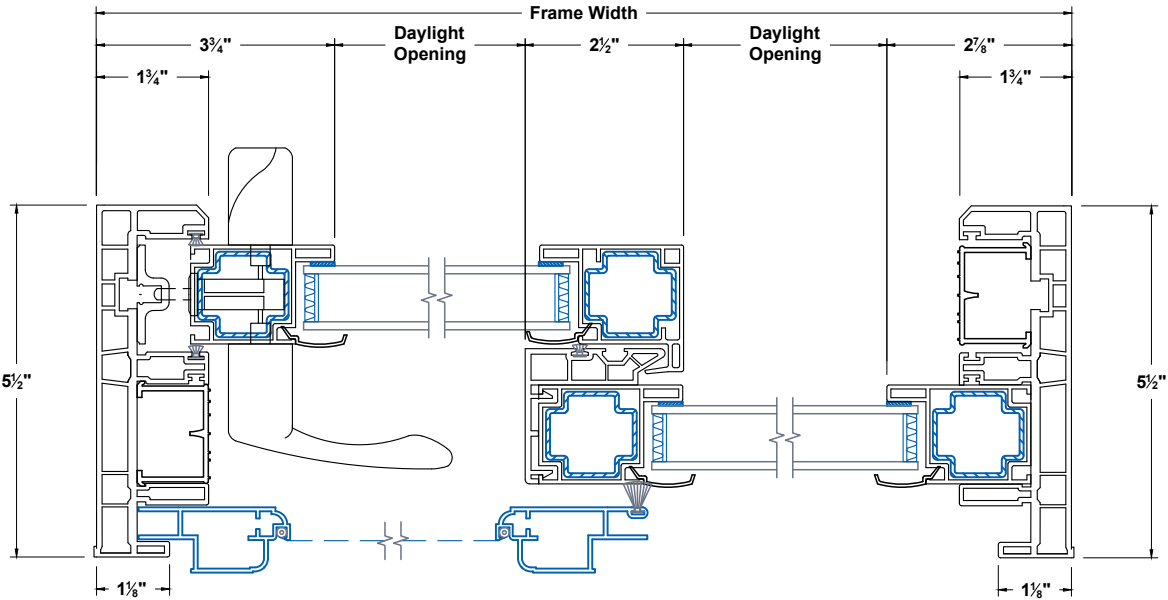 Frame Width
3¾"
Daylight
Opening
2½"
Daylight
Opening
2⅞"
1¾"
1¾"
5½"
5½"
1⅛"
1⅛"